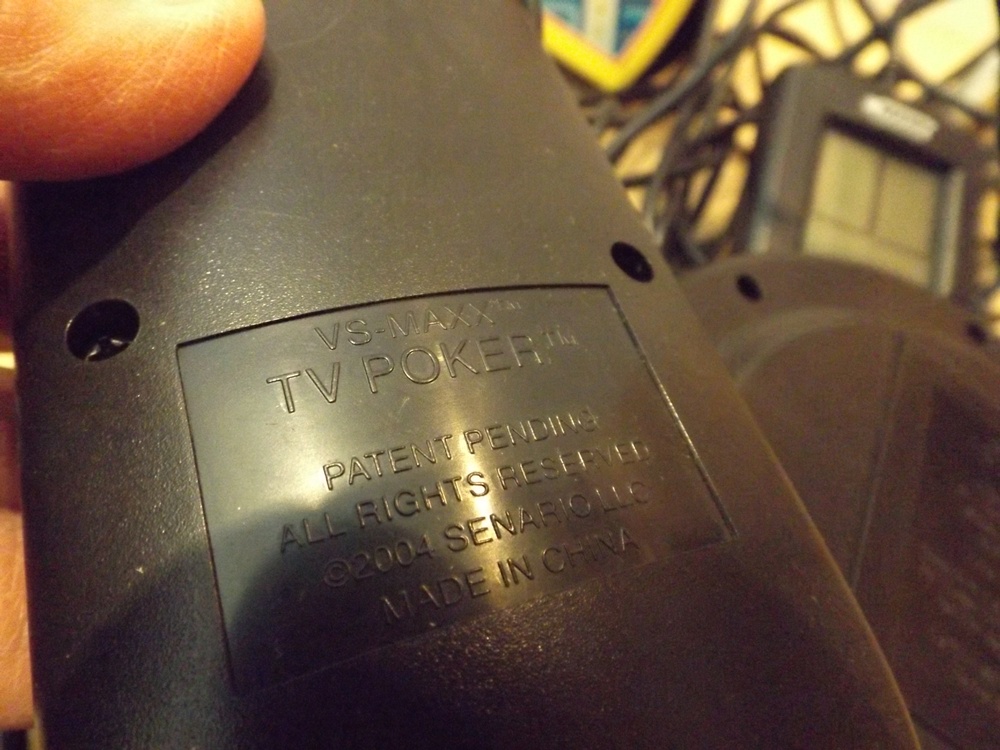 VS-MAXX™
TV POKER™
PATENT PENDING
ALL RIGHTS RESERVED
©2004 SENARIO LLC
MADE IN CHINA